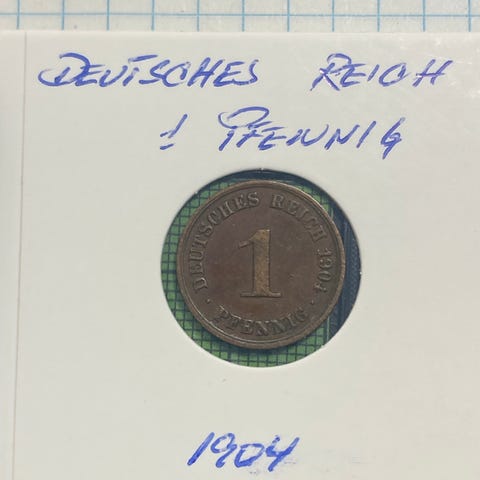 DEUTSCHES REICH
1 PFENNIG
DEUTSCHES REICH 1904
1
· PFENNIG ·
1904